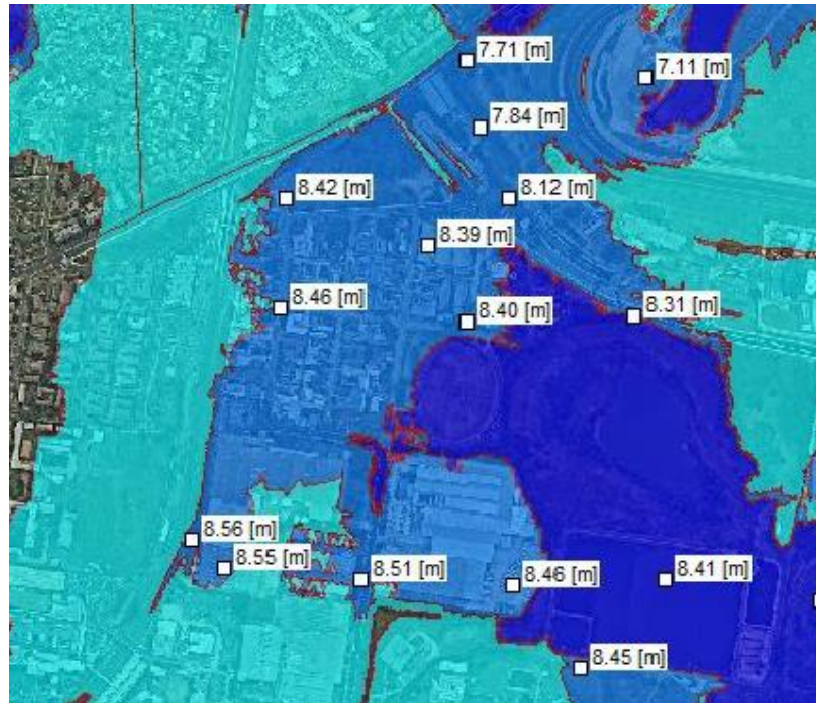 7.71 [m]
7.11 [m]
7.84 [m]
8.42 [m]
8.12 [m]
8.39 [m]
8.46 [m]
8.40 [m]
8.31 [m]
8.56 [m]
8.55 [m]
8.51 [m]
8.46 [m]
8.41 [m]
8.45 [m]